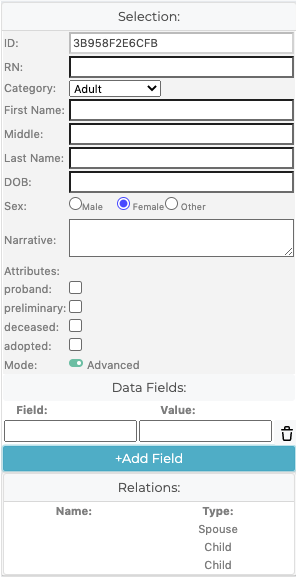 Selection:
ID: 3B958F2E6CFB
RN:
Category: Adult
First Name:
Middle:
Last Name:
DOB:
Sex: Male Female Other
Narrative:
Attributes:
proband:
preliminary:
deceased:
adopted:
Mode: Advanced
Data Fields:
Field: Value:
+Add Field
Relations:
Name: Type:
Spouse
Child
Child